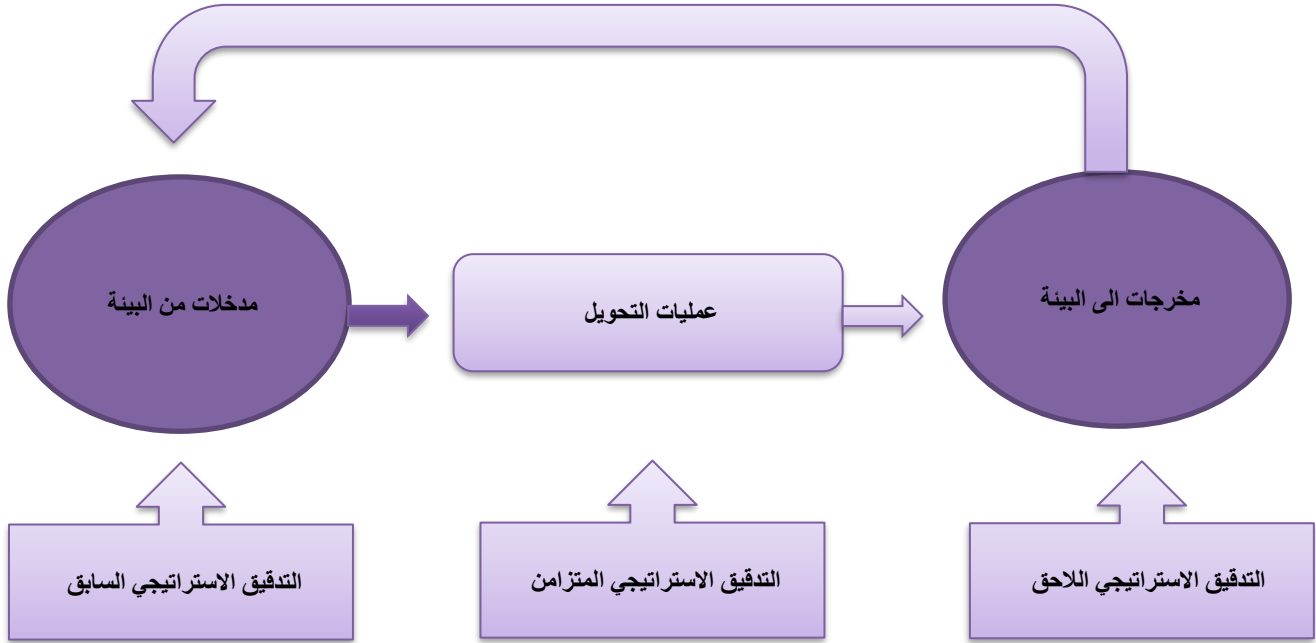 مدخلات من البيئة
عمليات التحويل
مخرجات الى البيئة
التدقيق الاستراتيجي السابق
التدقيق الاستراتيجي المتزامن
التدقيق الاستراتيجي اللاحق